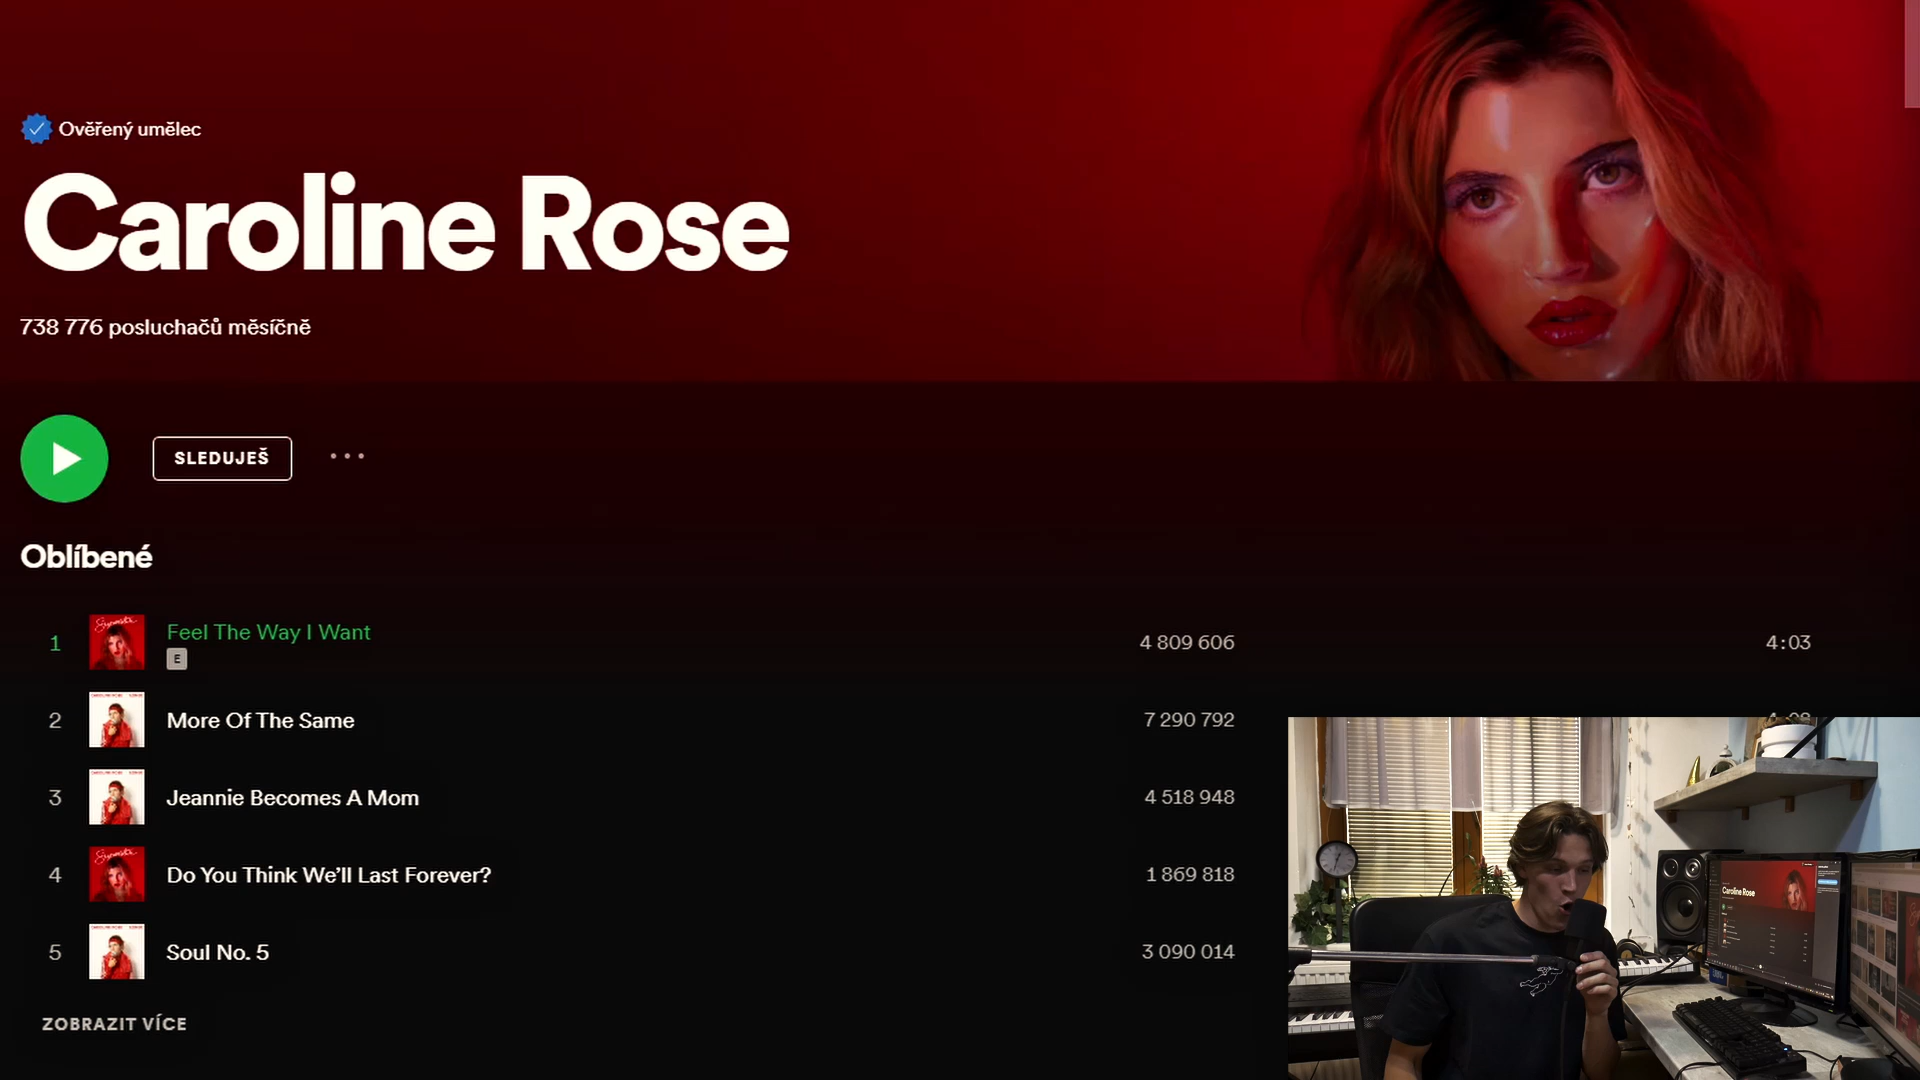 Ověřený umělec
Caroline Rose
738 776 posluchačů měsíčně
SLEDUJEŠ
Oblíbené
1 Feel The Way I Want 4 809 606 4:03
E
2 More Of The Same 7 290 792
3 Jeannie Becomes A Mom 4 518 948
4 Do You Think We'll Last Forever? 1 869 818
5 Soul No. 5 3 090 014
ZOBRAZIT VÍCE
Caroline Rose